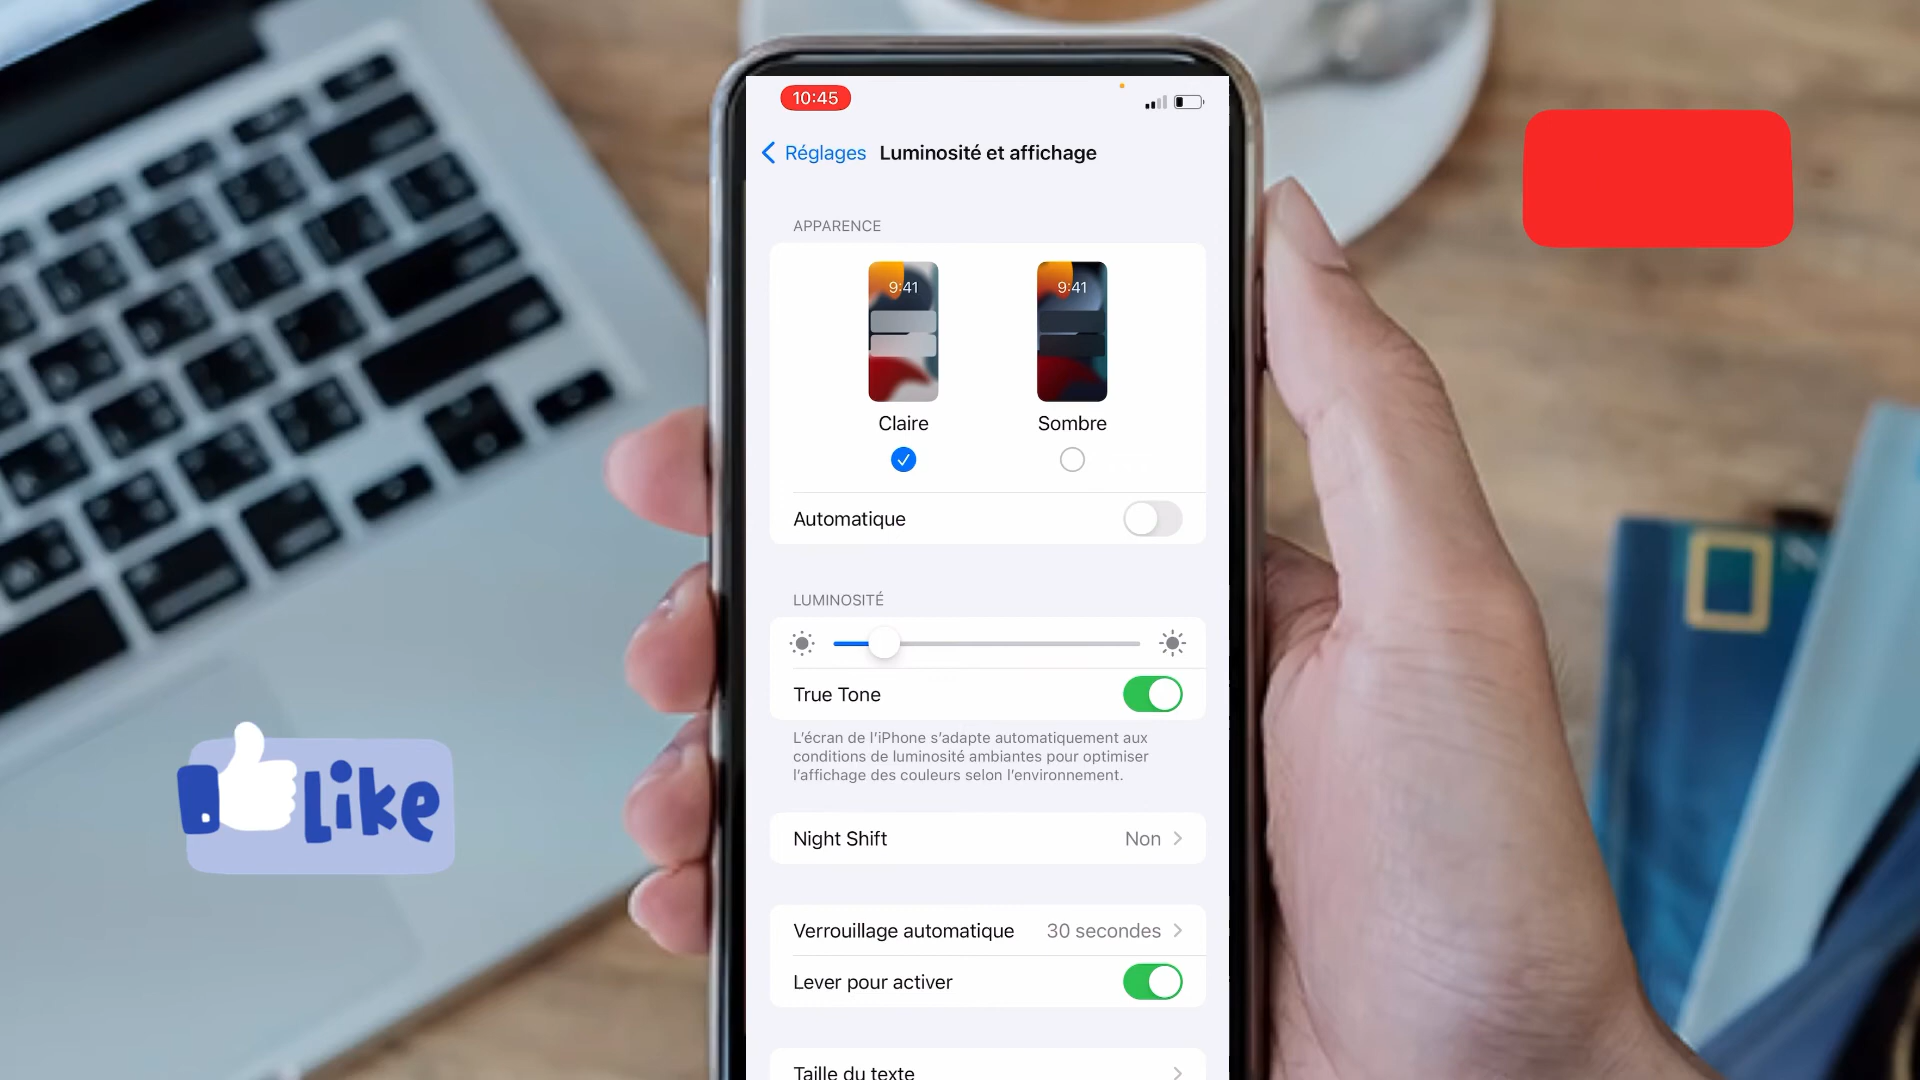 10:45
Réglages Luminosité et affichage
APPARENCE
9:41 9:41
Claire Sombre
Automatique
LUMINOSITÉ
True Tone
L'écran de l'iPhone s'adapte automatiquement aux
conditions de luminosité ambiantes pour optimiser
l'affichage des couleurs selon l'environnement.
Night Shift Non
Verrouillage automatique 30 secondes
Lever pour activer
Taille du texte
Like